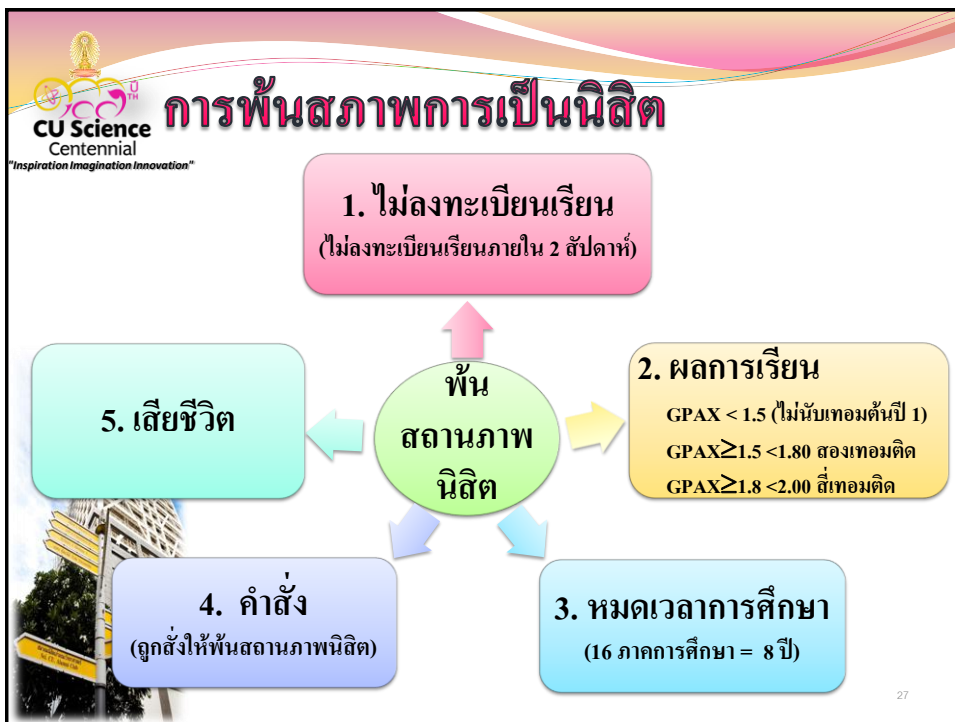 ปี
TH
CU Science
Centennial
"Inspiration Imagination Innovation"
การพ้นสภาพการเป็นนิสิต
1. ไม่ลงทะเบียนเรียน
(ไม่ลงทะเบียนเรียนภายใน 2 สัปดาห์)
2. ผลการเรียน
GPAX < 1.5 (ไม่นับเทอมต้นปี 1)
GPAX≥1.5 <1.80 สองเทอมติด
GPAX≥1.8 <2.00 สี่เทอมติด
พ้น
สถานภาพ
นิสิต
5. เสียชีวิต
4. คำสั่ง
(ถูกสั่งให้พ้นสถานภาพนิสิต)
3. หมดเวลาการศึกษา
(16 ภาคการศึกษา = 8 ปี)
27